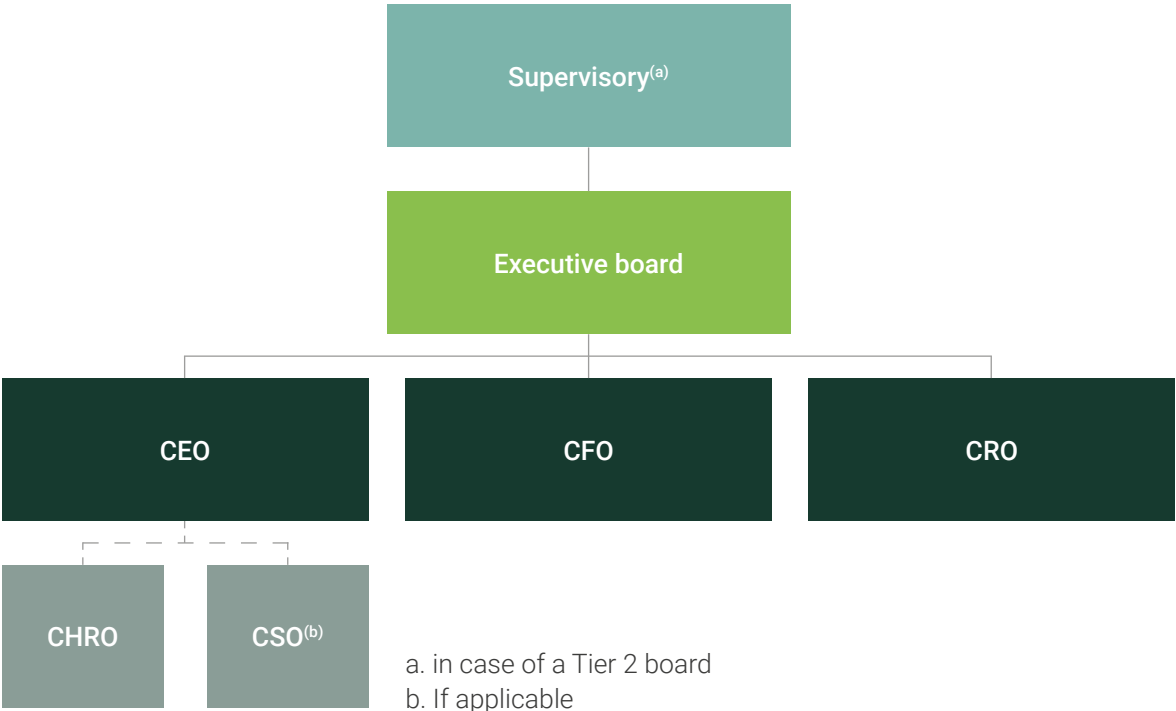 Supervisory(a)
Executive board
CEO
CFO
CRO
CHRO
CSO(b)
a. in case of a Tier 2 board
b. If applicable